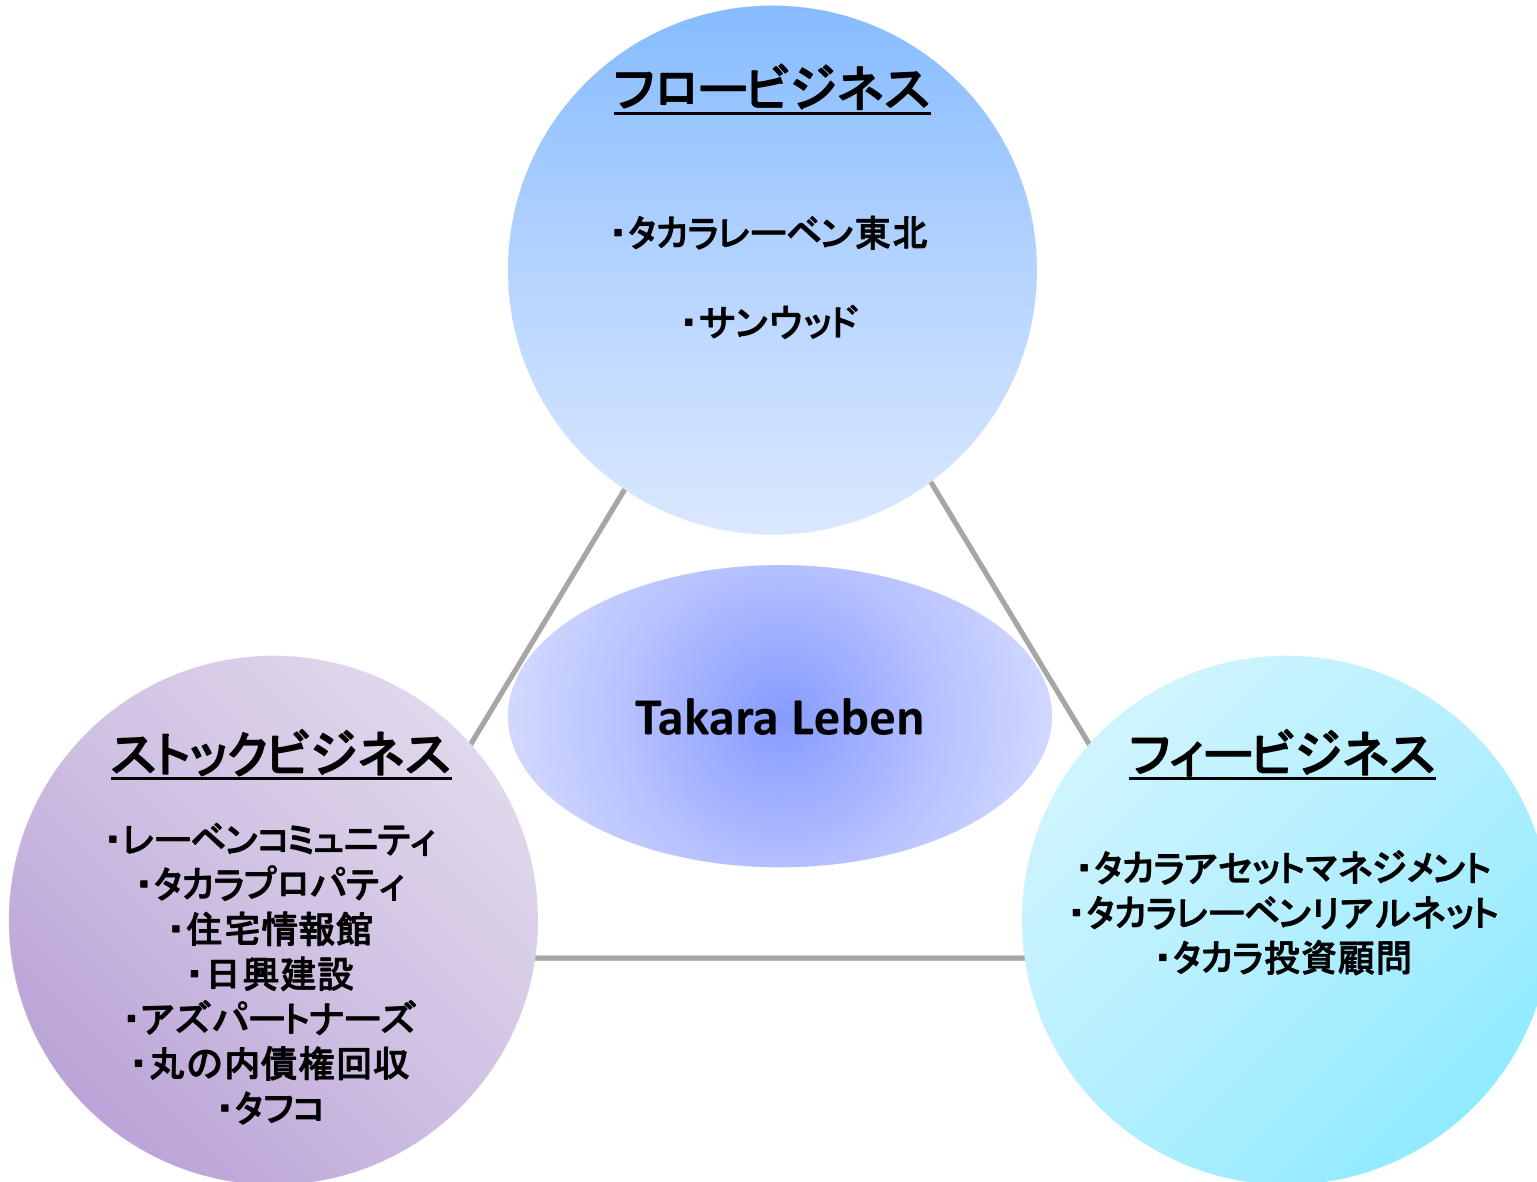 フロービジネス
・タカラレーベン東北
・サンウッド
Takara Leben
ストックビジネス
・レーベンコミュニティ
・タカラプロパティ
・住宅情報館
・日興建設
・アズパートナーズ
・丸の内債権回収
・タフコ
フィービジネス
・タカラアセットマネジメント
・タカラレーベンリアルネット
・タカラ投資顧問